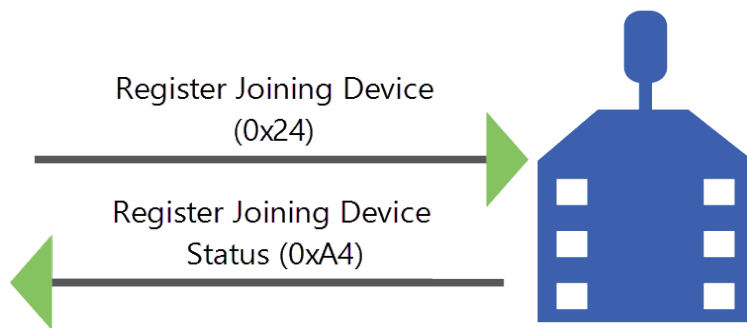 Register Joining Device
(0x24)
Register Joining Device
Status (0xA4)